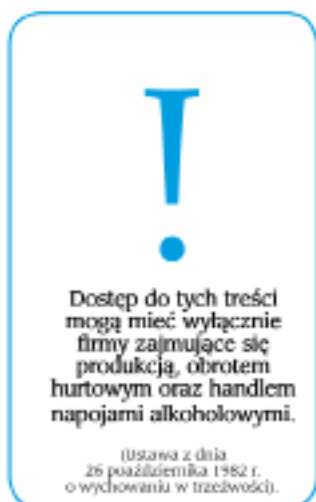 !
Dostęp do tych treści
mogą mieć wyłącznie
firmy zajmujące się
produkcją, obrotem
hurtowym oraz handlem
napojami alkoholowymi.
(Ustawa z dnia
26 października 1982 r.
o wychowaniu w trzeźwości).